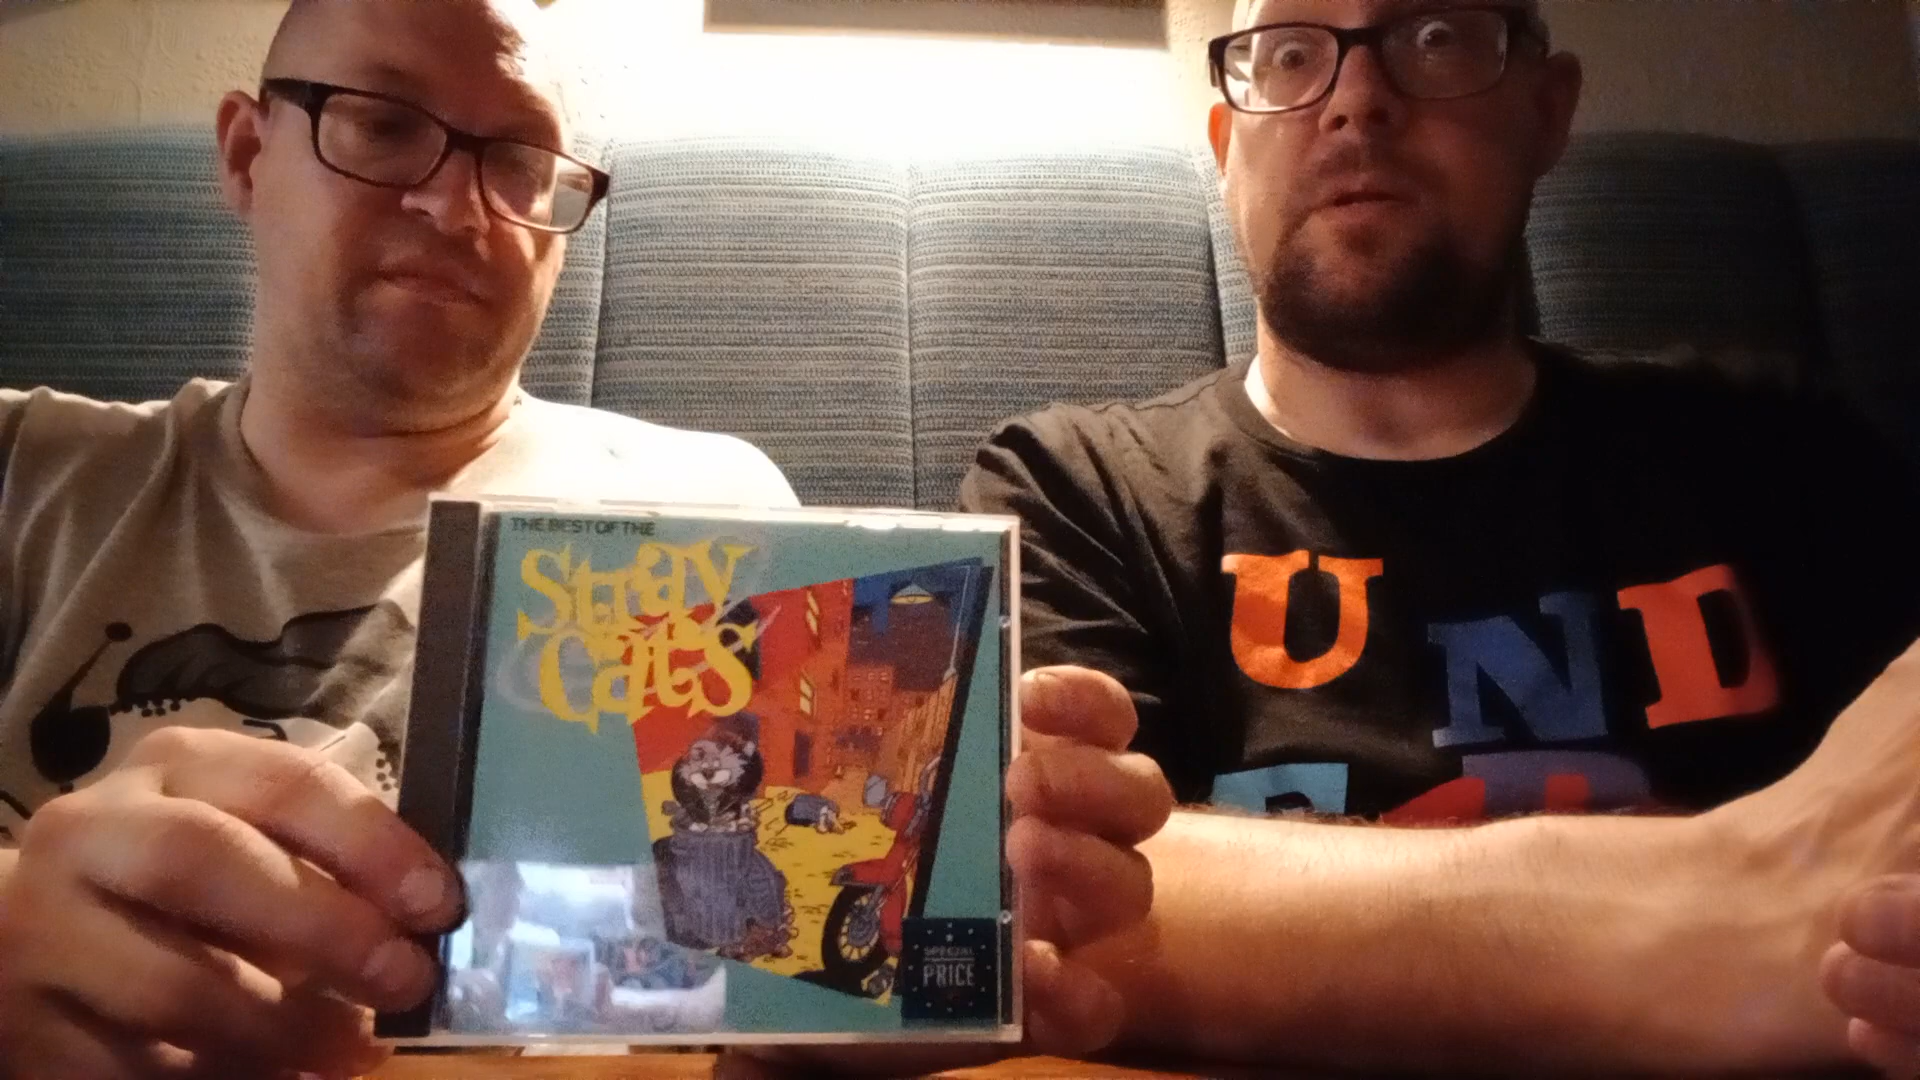 THE BEST OF THE
Stray
Cats
SPECIAL
PRICE
UND